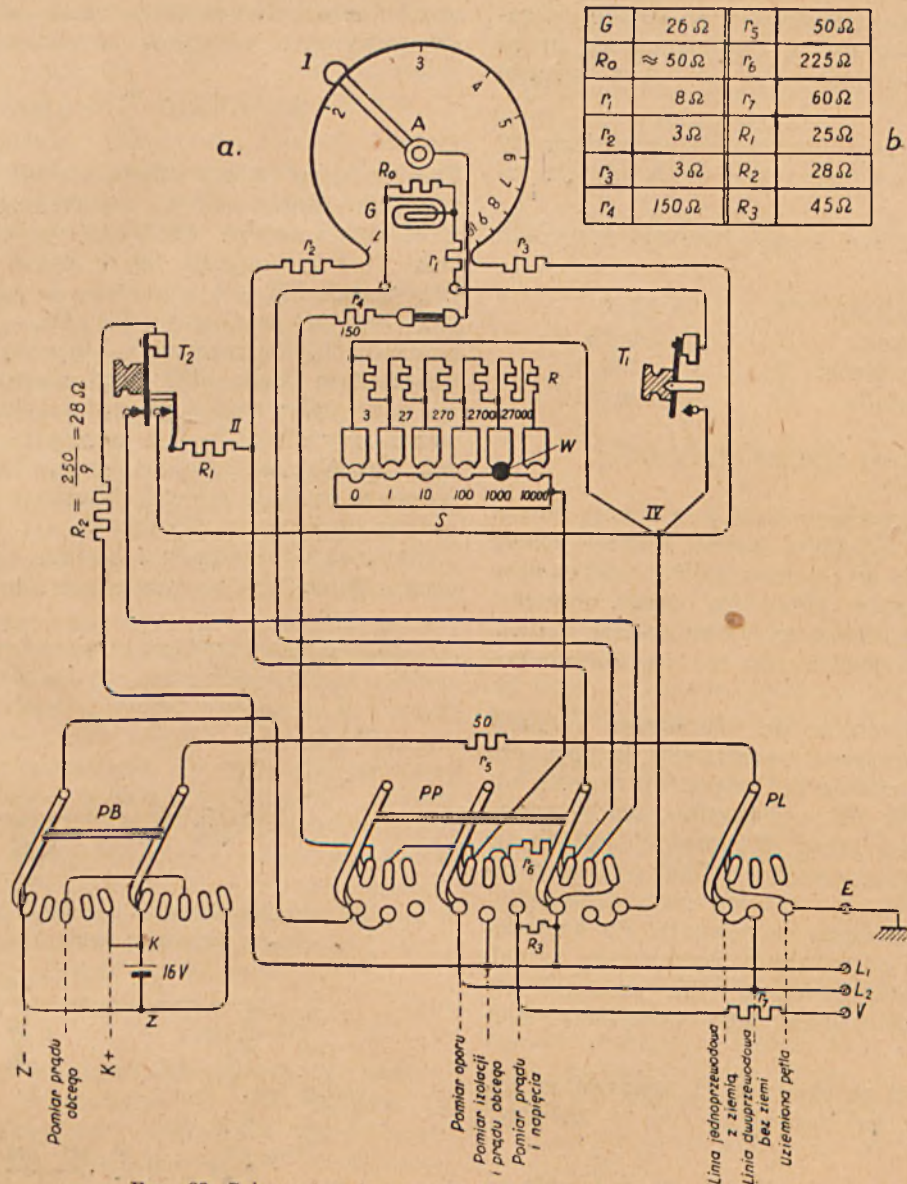 a.
b
G 26 Ω r5 50 Ω
Ro ≈ 50 Ω r6 225 Ω
r1 8 Ω r7 60 Ω
r2 3 Ω R1 25 Ω
r3 3 Ω R2 28 Ω
r4 150 Ω R3 45 Ω
I
1
2
3
4
5
6
7
8
9
10
A
Ro
G
r1
r2
r3
r4
150
T2
T1
II
R1
R2 = 250/9 = 28 Ω
R
3 27 270 2700 27000
W
0 1 10 100 1000 10000
S
IV
50
r5
PB
PP
PL
r6
R3
E
K
16V
Z
L1
L2
r7
V
Z-
Pomiar prądu
obcego
K+
Pomiar oporu
Pomiar izolacji
i prądu obcego
Pomiar prądu
i napięcia
Linia jednoprzewodowa
z ziemią
Linia dwuprzewodowa
bez ziemi
Uziemiona pętla